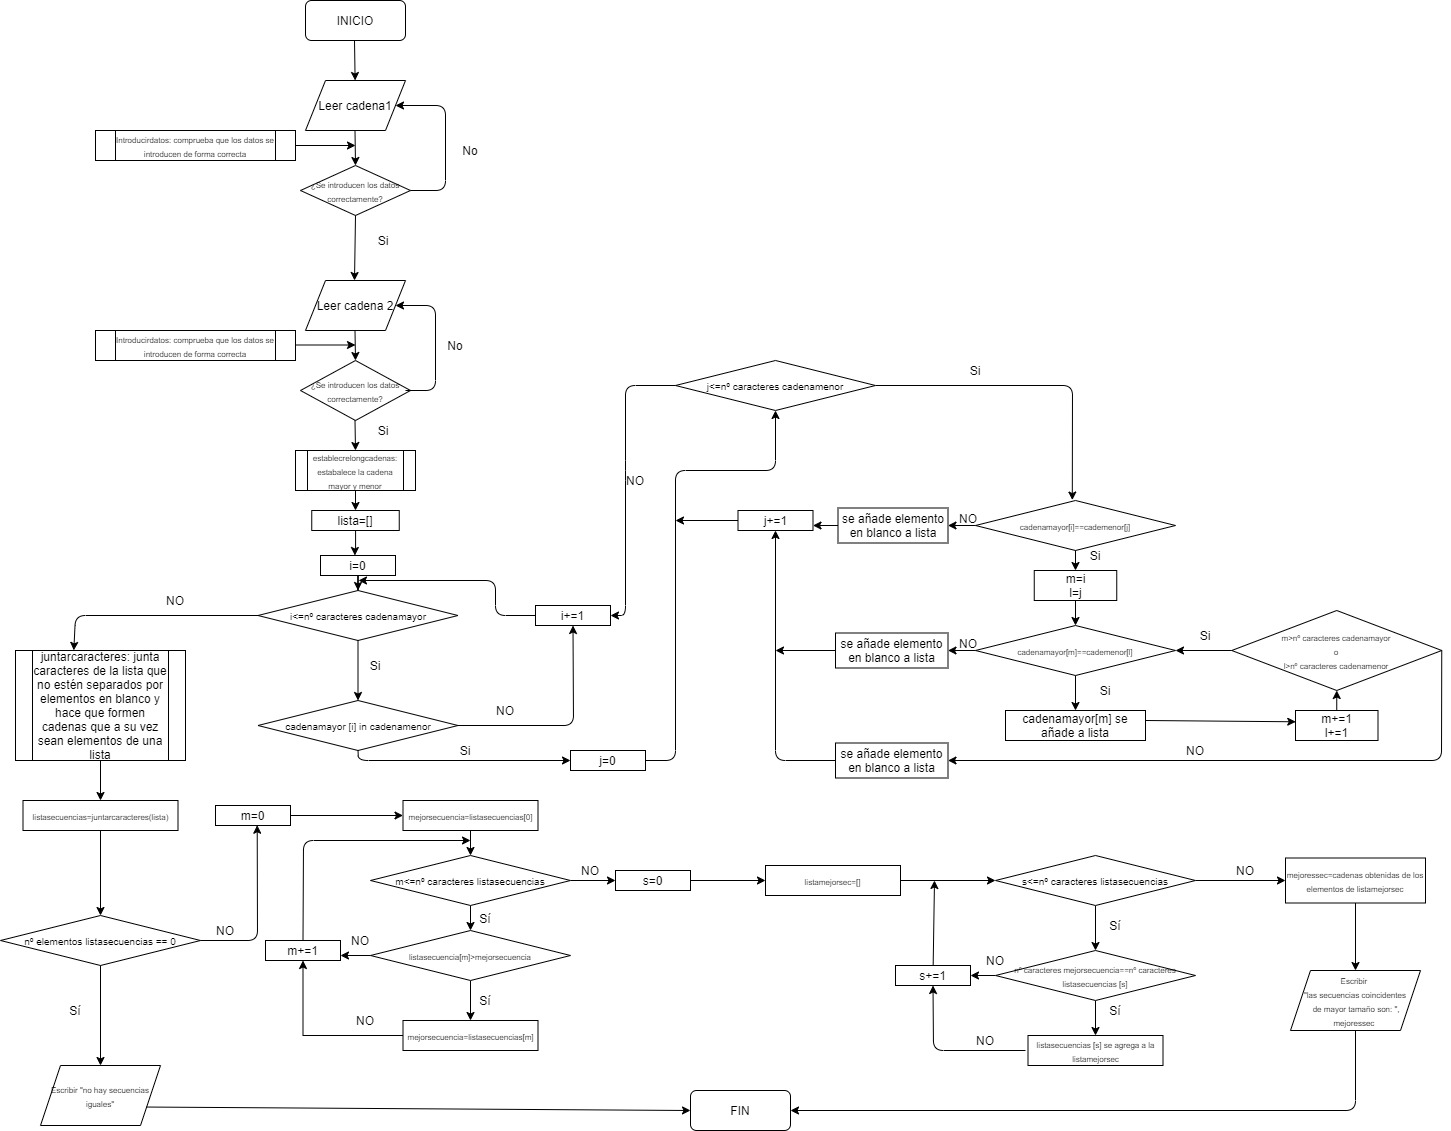 INICIO
Leer cadena1
Introducirdatos: comprueba que los datos se
introducen de forma correcta
No
¿Se introducen los datos
correctamente?
Si
Leer cadena 2
Introducirdatos: comprueba que los datos se
introducen de forma correcta
No
¿Se introducen los datos
correctamente?
Si
establecrelongcadenas:
estabalece la cadena
mayor y menor
lista=[]
i=0
i<=nº caracteres cadenamayor
NO
Si
cadenamayor [i] in cadenamenor
NO
Si
i+=1
j=0
j<=nº caracteres cadenamenor
NO
Si
cadenamayor[i]==cademenor[j]
NO
se añade elemento
en blanco a lista
j+=1
Si
m=i
l=j
cadenamayor[m]==cademenor[l]
NO
se añade elemento
en blanco a lista
Si
cadenamayor[m] se
añade a lista
m+=1
l+=1
m>nº caracteres cadenamayor
o
l>nº caracteres cadenamenor
Si
NO
se añade elemento
en blanco a lista
juntarcaracteres: junta
caracteres de la lista que
no estén separados por
elementos en blanco y
hace que formen
cadenas que a su vez
sean elementos de una
lista
listasecuencias=juntarcaracteres(lista)
nº elementos listasecuencias == 0
NO
Sí
Escribir "no hay secuencias
iguales"
m=0
mejorsecuencia=listasecuencias[0]
m<=nº caracteres listasecuencias
NO
Sí
listasecuencia[m]>mejorsecuencia
NO
m+=1
Sí
mejorsecuencia=listasecuencias[m]
NO
s=0
listamejorsec=[]
s<=nº caracteres listasecuencias
NO
Sí
nº caracteres mejorsecuencia==nº caracteres
listasecuencias [s]
NO
s+=1
Sí
listasecuencias [s] se agrega a la
listamejorsec
NO
mejoressec=cadenas obtenidas de los
elementos de listamejorsec
Escribir
"las secuencias coincidentes
de mayor tamaño son: ",
mejoressec
FIN